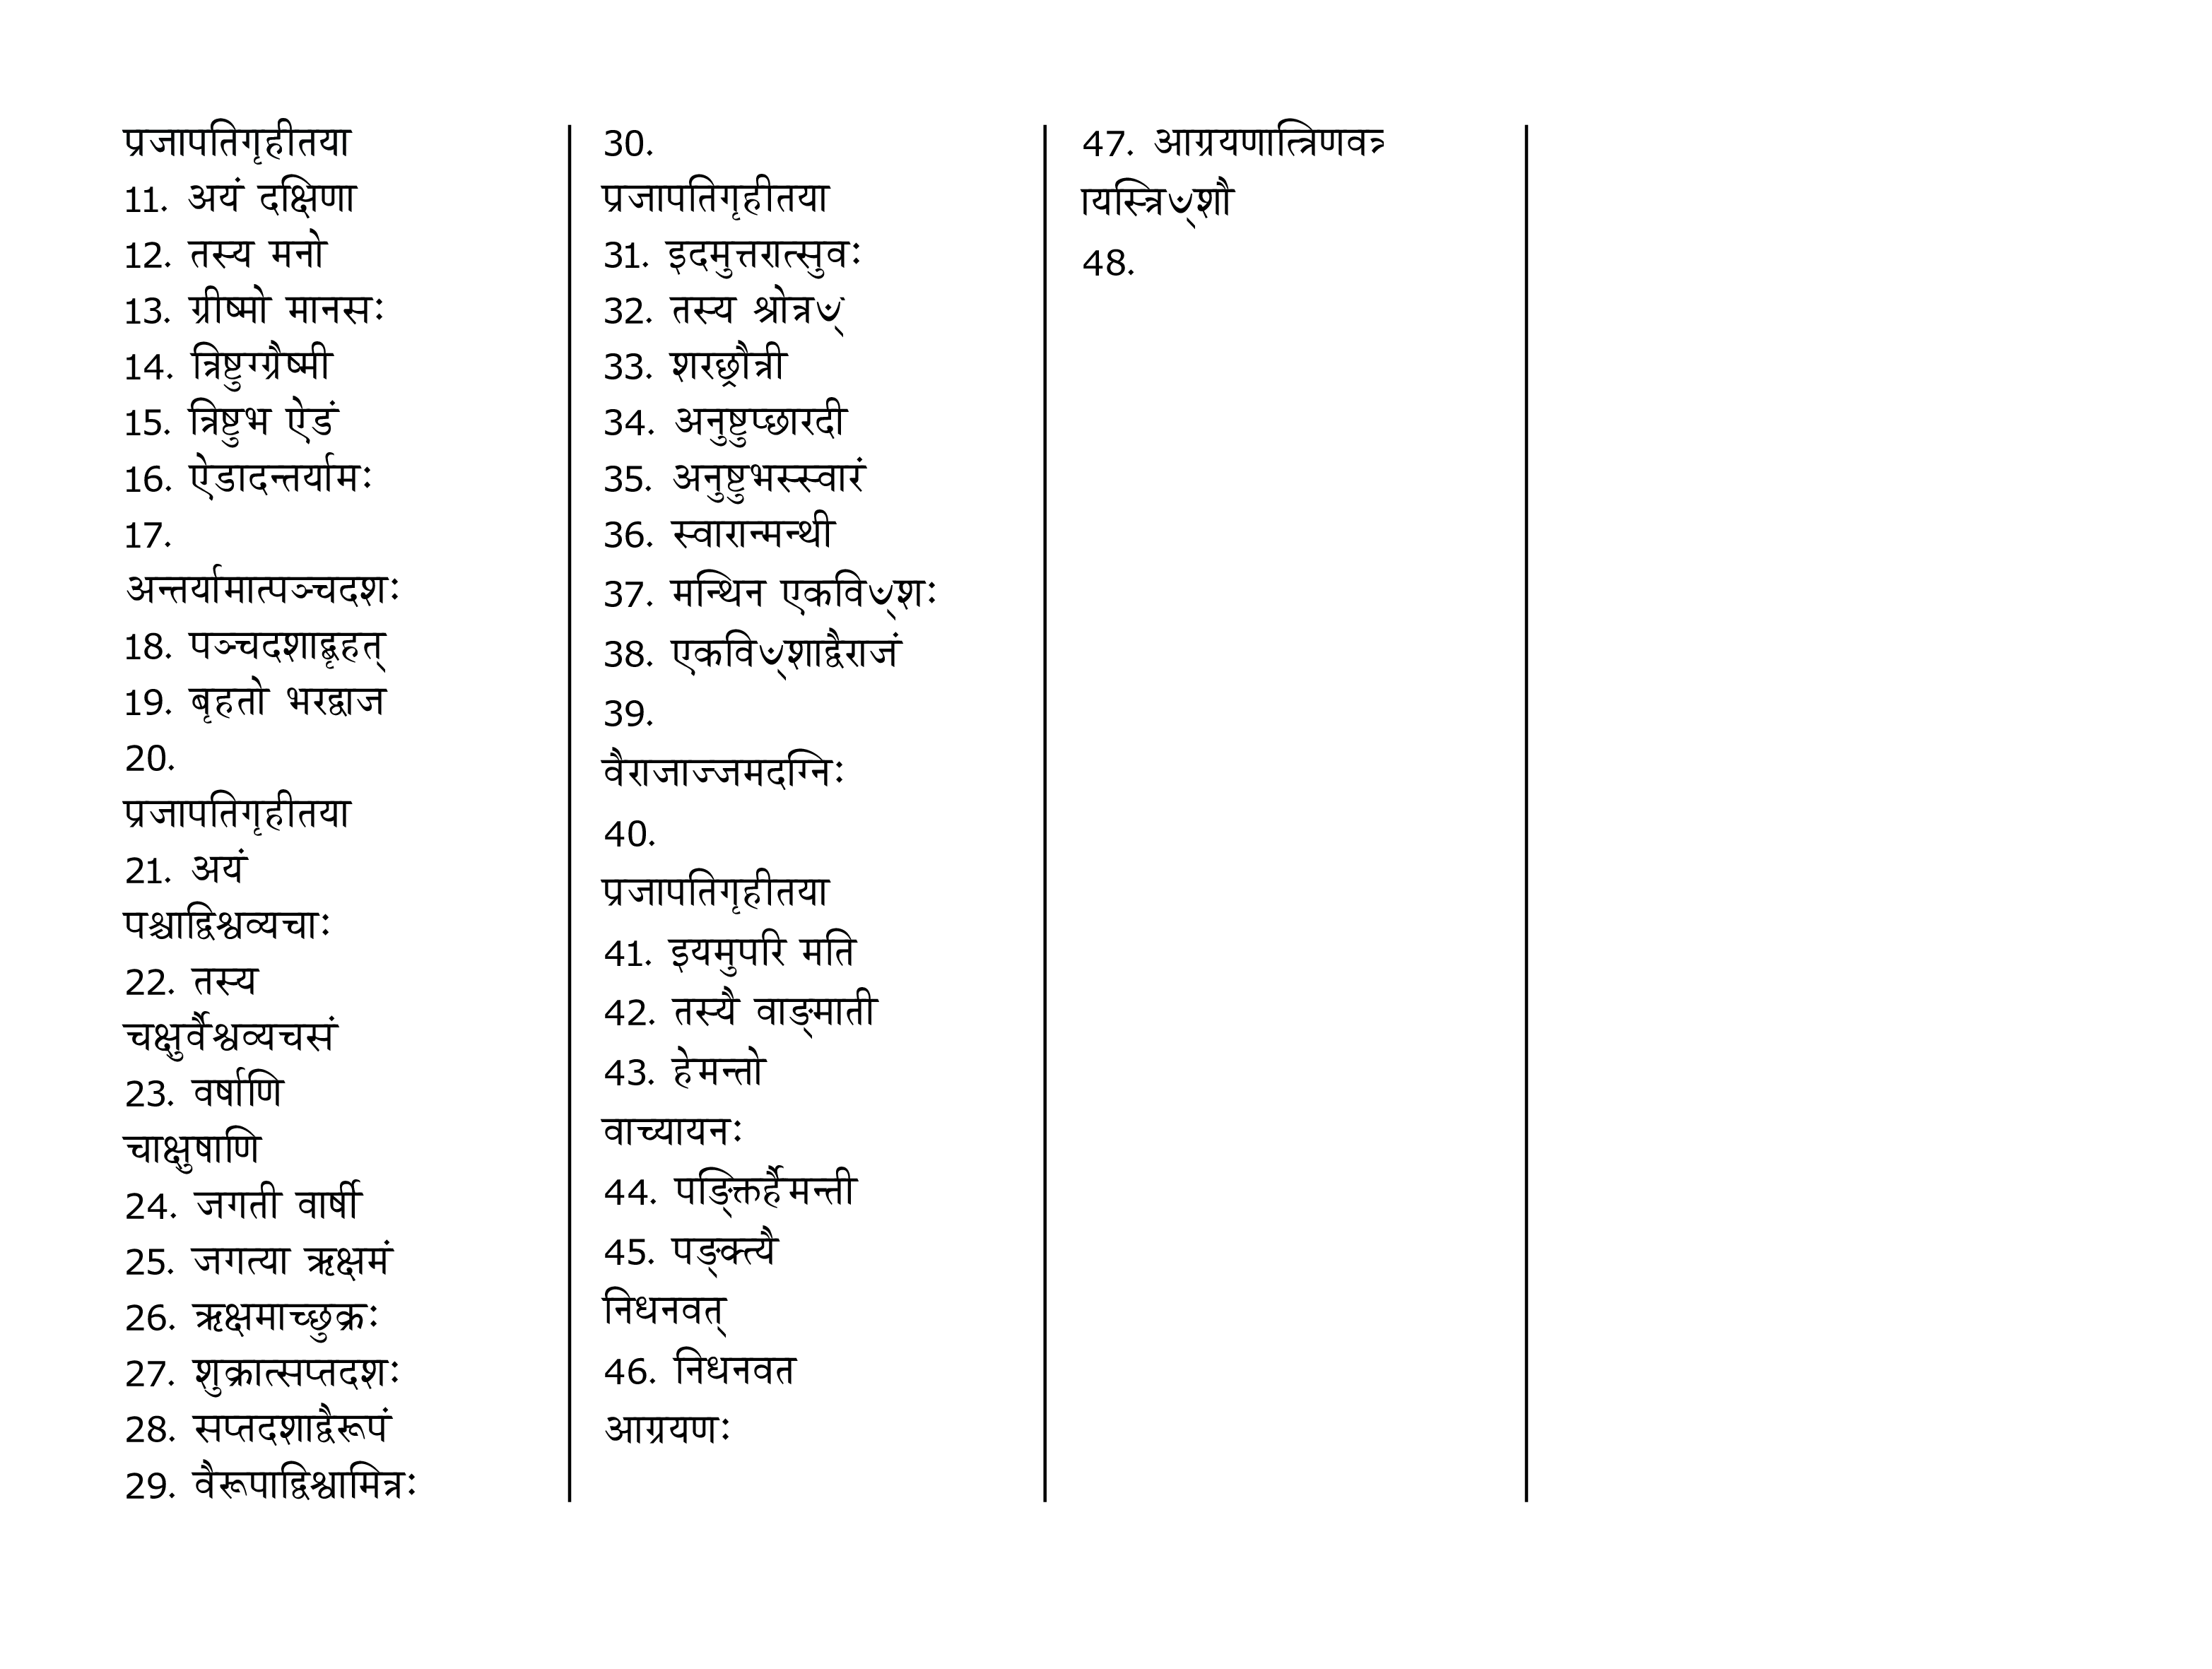 प्रजापतिगृहीतया
11. अयं दक्षिणा
12. तस्य मनो
13. ग्रीष्मो मानसः
14. त्रिष्टुग्ग्रैष्मी
15. त्रिष्टुभ ऐडं
16. ऐडादन्तर्यामः
17.
अन्तर्यामात्पञ्चदशः
18. पञ्चदशाद्बृहत्
19. बृहतो भरद्वाज
20.
प्रजापतिगृहीतया
21. अयं
पश्चाद्विश्वव्यचाः
22. तस्य
चक्षुर्वैश्वव्यचसं
23. वर्षाणि
चाक्षुषाणि
24. जगती वार्षी
25. जगत्या ऋक्षमं
26. ऋक्षमाच्छुक्रः
27. शुक्रात्सप्तदशः
28. सप्तदशाद्वैरूपं
29. वैरूपाद्विश्वामित्रः
30.
प्रजापतिगृहीतया
31. इदमुत्तरात्सुवः
32. तस्य श्रोत्रꣳ्
33. शरछ्रौत्री
34. अनुष्टुप्छारदी
35. अनुष्टुभस्स्वारं
36. स्वारान्मन्थी
37. मन्थिन एकविꣳ्शः
38. एकविꣳ्शाद्वैराजं
39.
वैराजाज्जमदग्निः
40.
प्रजापतिगृहीतया
41. इयमुपरि मति
42. तस्यै वाङ्माती
43. हेमन्तो
वाच्यायनः
44. पङ्क्तिर्हैमन्ती
45. पङ्क्त्यै
निधनवत्
46. निधनवत
आग्रयणः
47. आग्रयणात्त्रिणवत्र
ायस्त्रिꣳ्शौ
48.